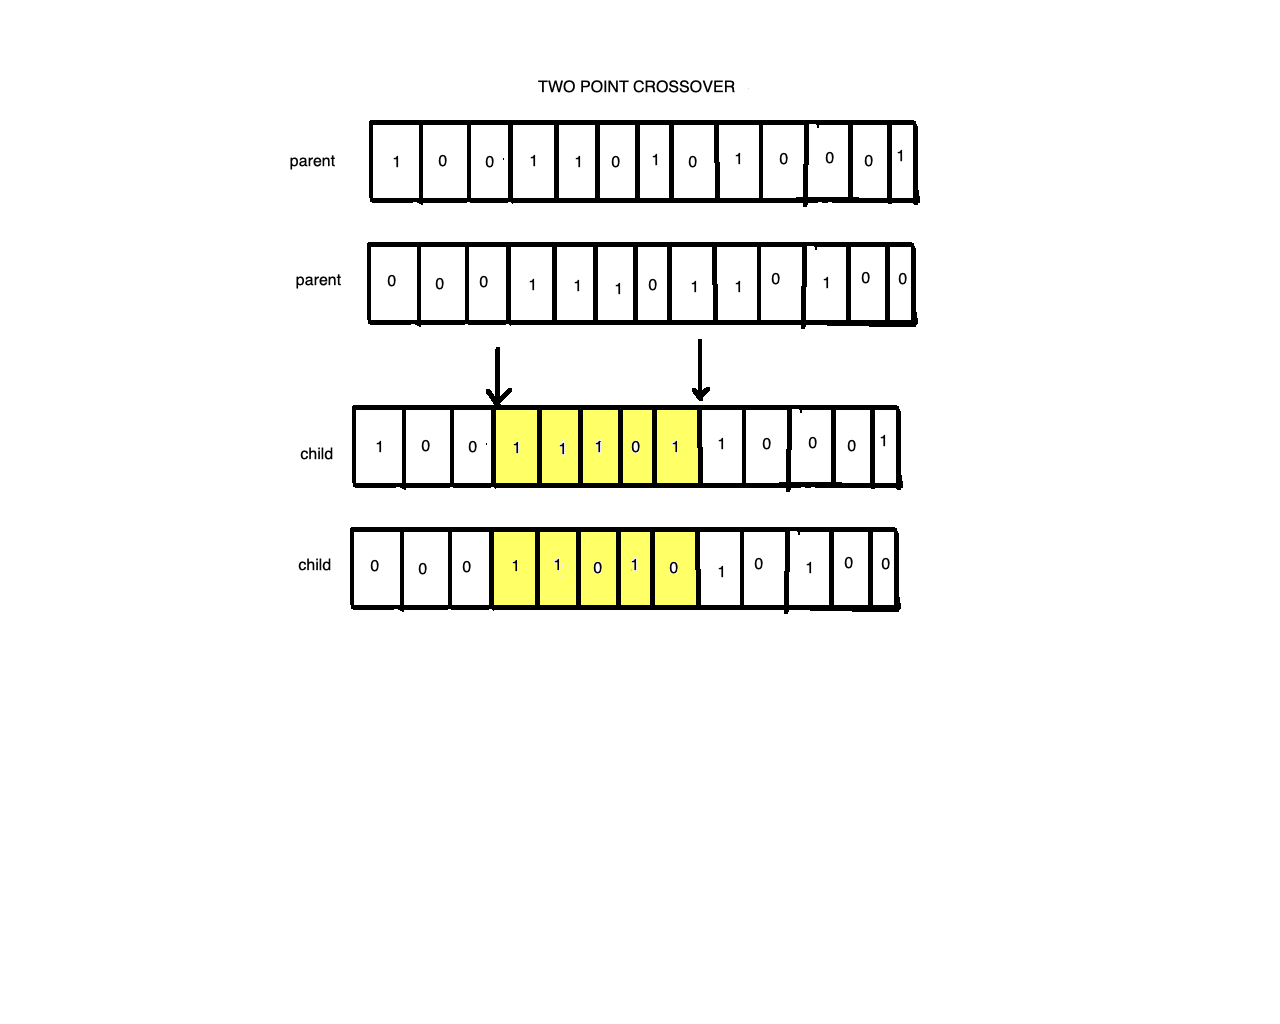 TWO POINT CROSSOVER
parent 1 0 0 1 1 0 1 0 1 0 0 0 1
parent 0 0 0 1 1 1 0 1 1 0 1 0 0
child 1 0 0 1 1 1 0 1 1 0 0 0 1
child 0 0 0 1 1 0 1 0 1 0 1 0 0